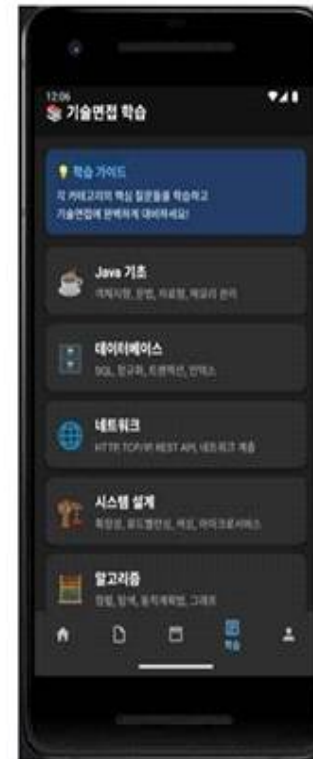 12:06
📚 기술면접 학습
💡 학습 가이드
각 카테고리의 핵심 질문들을 학습하고
기술면접에 완벽하게 대비하세요!
Java 기초
객체지향, 문법, 자료형, 메모리 관리
데이터베이스
SQL, 정규화, 트랜잭션, 인덱스
네트워크
HTTP, TCP/IP, REST API, 네트워크 계층
시스템 설계
확장성, 로드밸런싱, 캐싱, 마이크로서비스
알고리즘
정렬, 탐색, 동적계획법, 그래프
학습